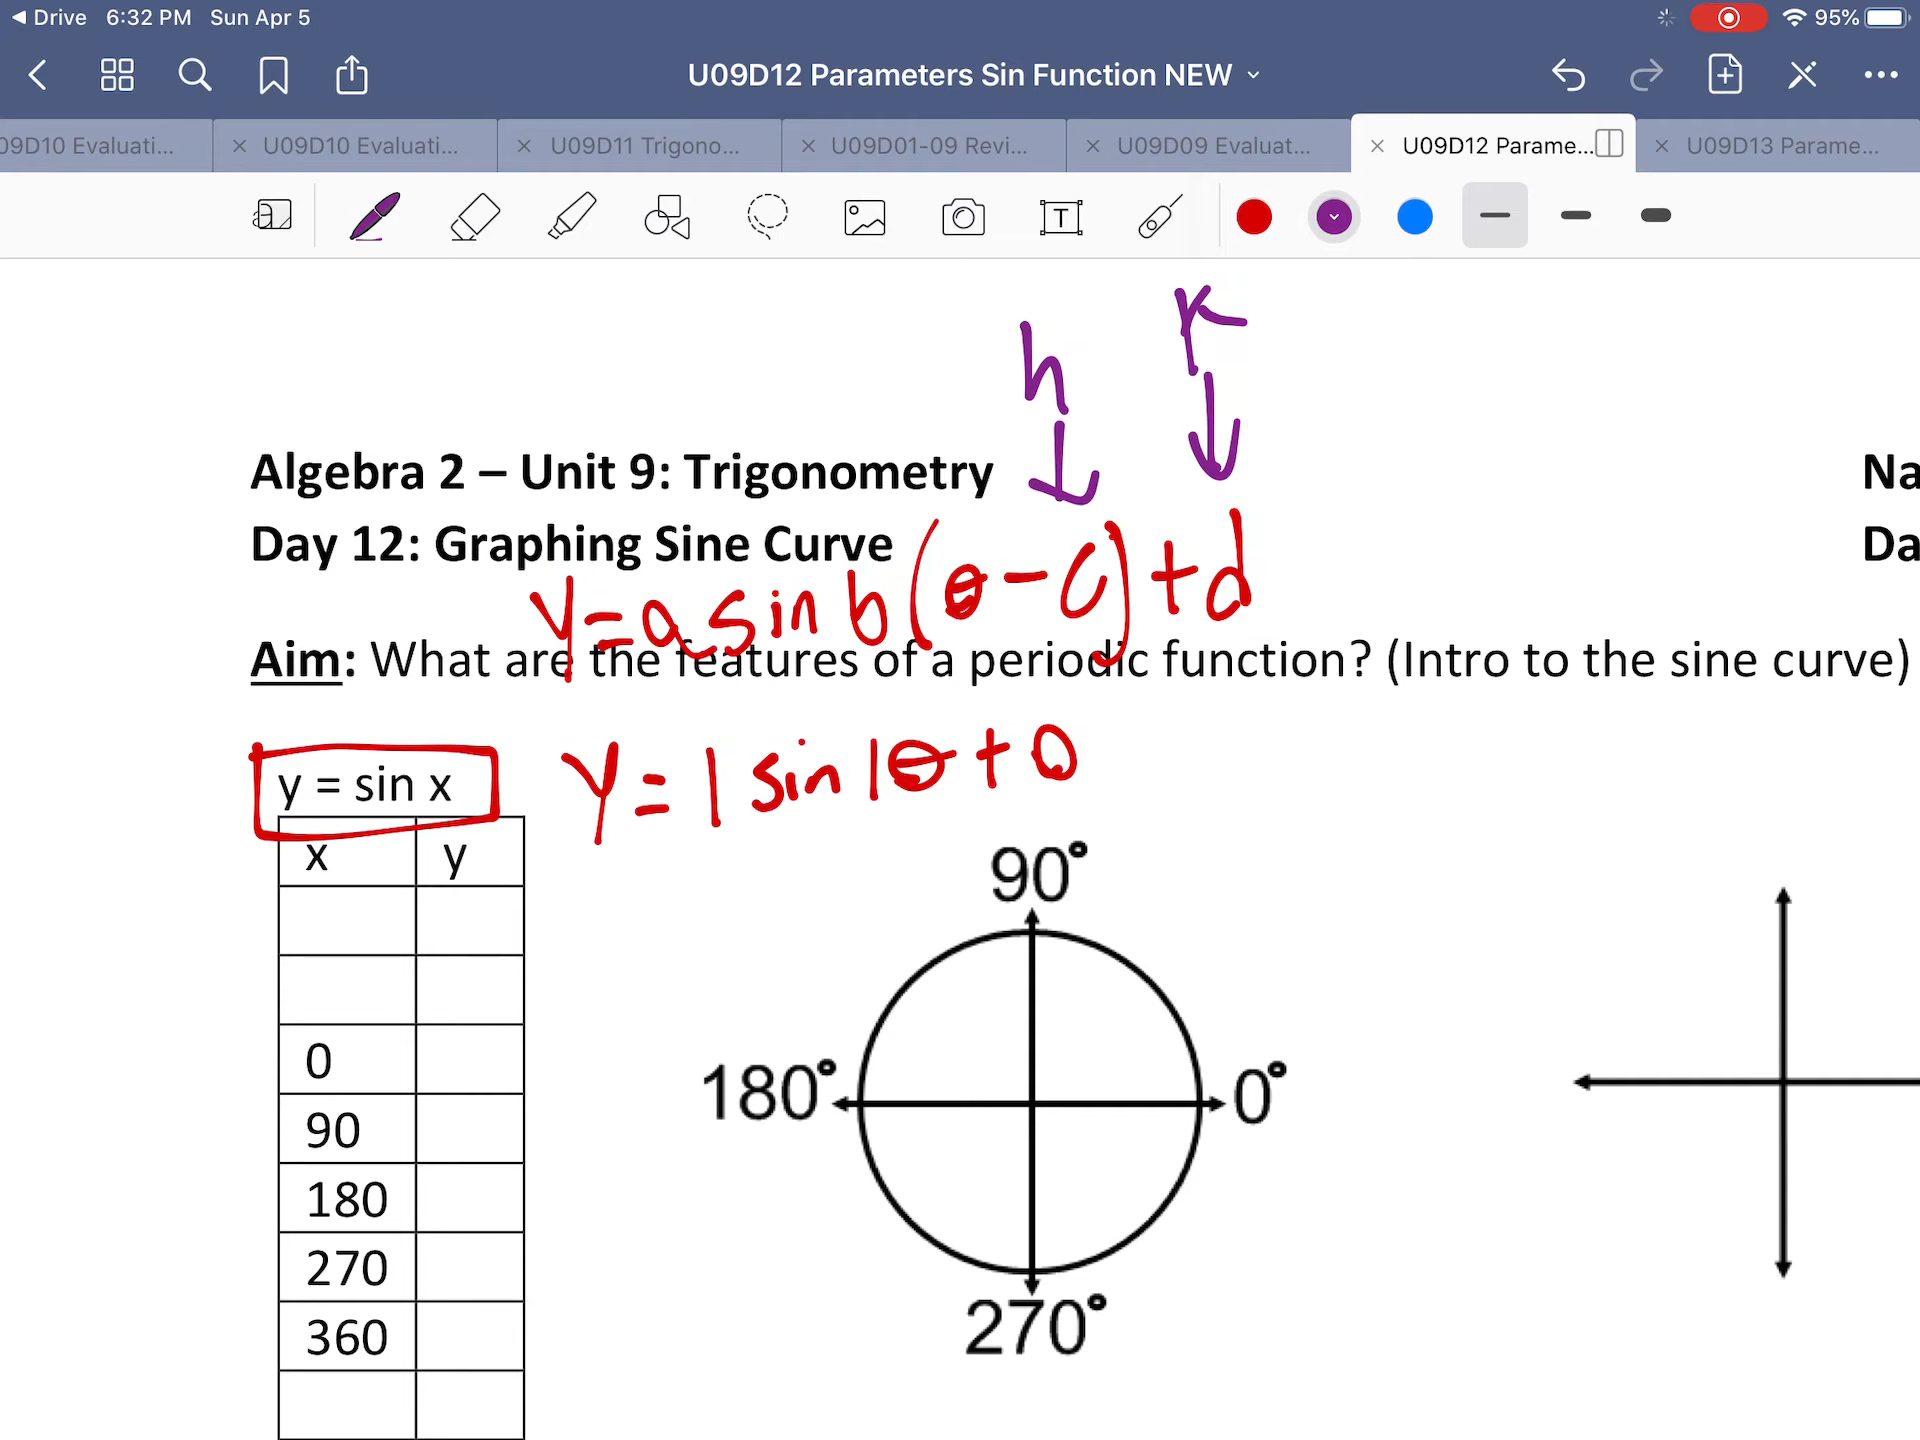 Drive 6:32 PM Sun Apr 5 95%
U09D12 Parameters Sin Function NEW
09D10 Evaluati... U09D10 Evaluati... U09D11 Trigono... U09D01-09 Revi... U09D09 Evaluat... U09D12 Parame... U09D13 Parame...
T
h k
Algebra 2 – Unit 9: Trigonometry Na
Day 12: Graphing Sine Curve Da
y=a sin b(θ-c)+d
Aim: What are the features of a periodic function? (Intro to the sine curve)
y = sin x y = 1 sin 1θ + 0
x y
90°
0
180° 0°
90
180
270
270°
360